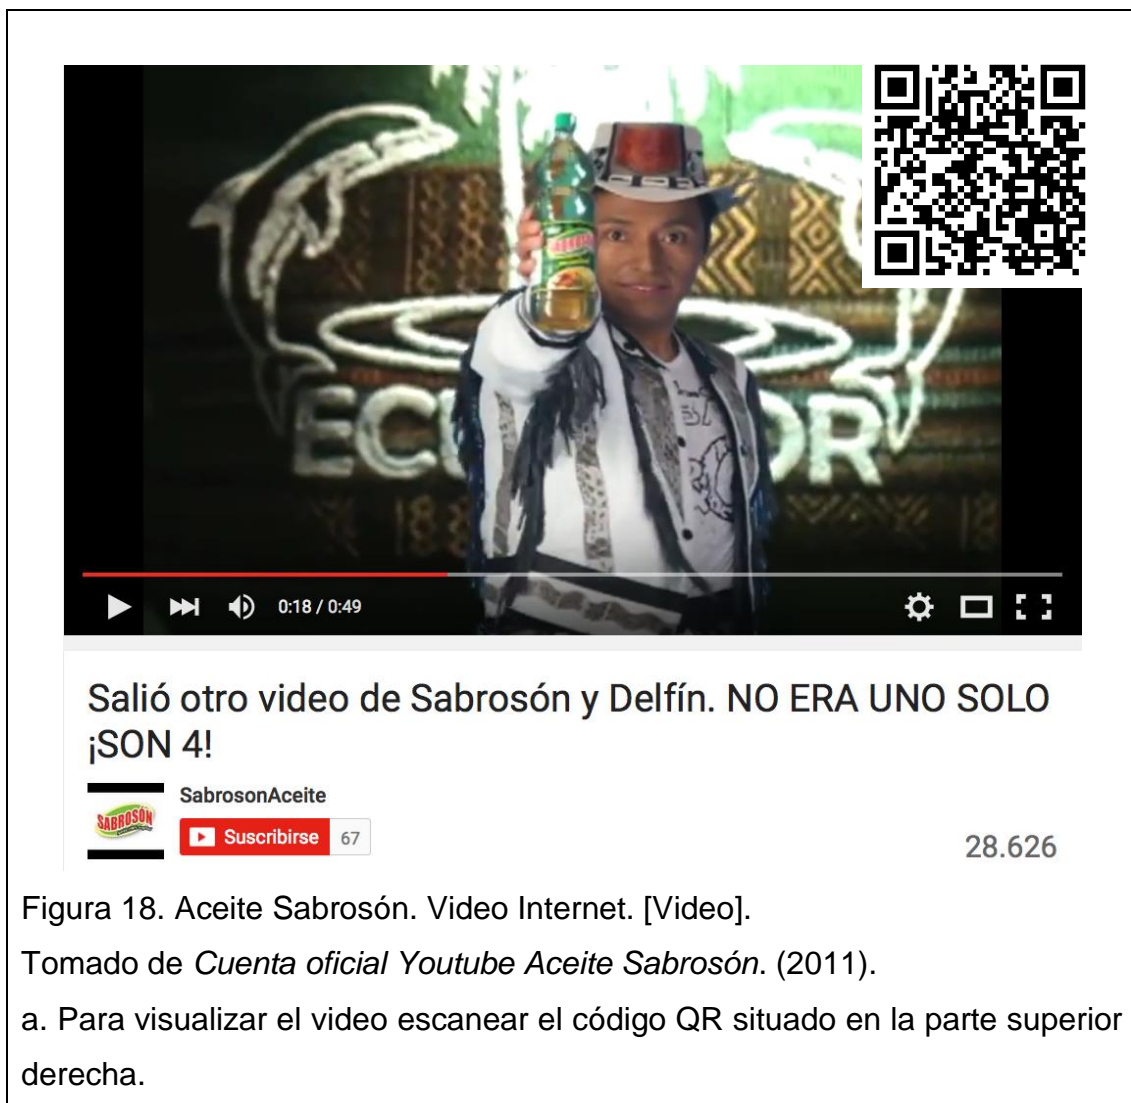 SABROSÓN
ECUADOR
0:18 / 0:49
Salió otro video de Sabrosón y Delfín. NO ERA UNO SOLO
¡SON 4!
SabrosonAceite
SABROSÓN
Suscribirse 67
28.626
Figura 18. Aceite Sabrosón. Video Internet. [Video].
Tomado de Cuenta oficial Youtube Aceite Sabrosón. (2011).
a. Para visualizar el video escanear el código QR situado en la parte superior
derecha.